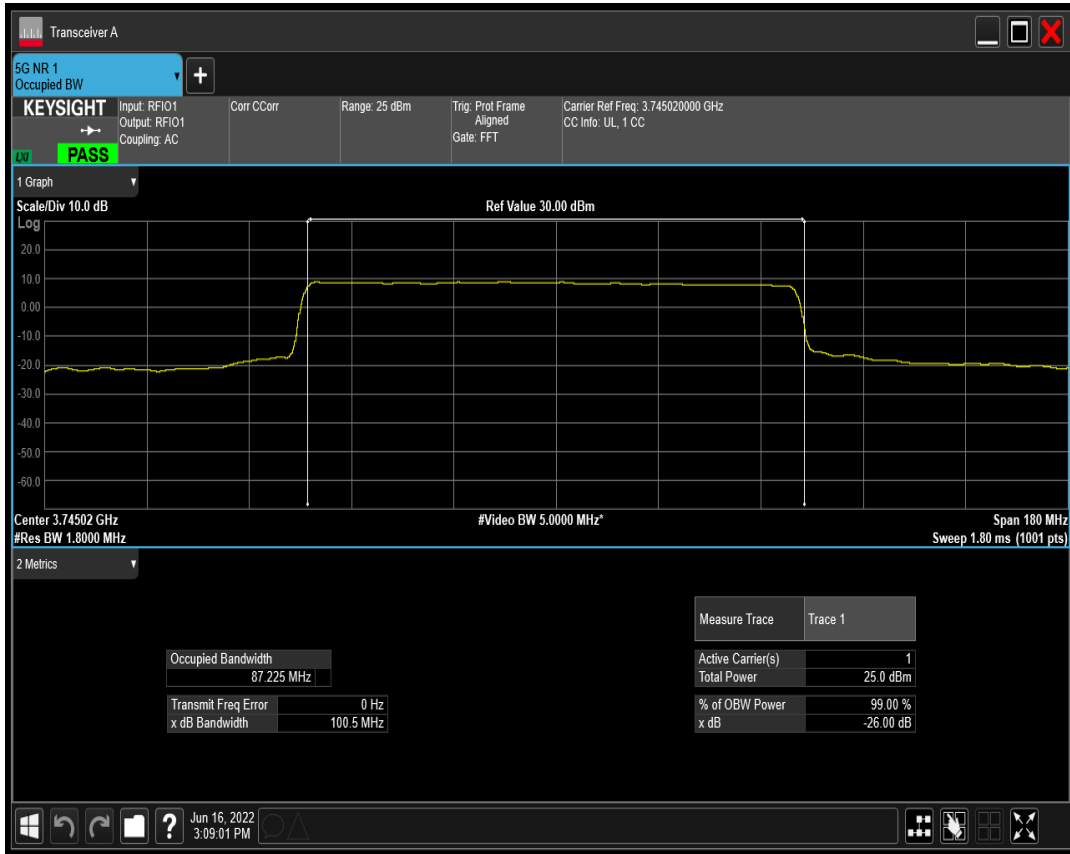 Transceiver A
5G NR 1
Occupied BW
KEYSIGHT
LXI
PASS
Input: RFIO1
Output: RFIO1
Coupling: AC
Corr CCorr
Range: 25 dBm
Trig: Prot Frame
Aligned
Gate: FFT
Carrier Ref Freq: 3.745020000 GHz
CC Info: UL, 1 CC
1 Graph
Scale/Div 10.0 dB
Ref Value 30.00 dBm
Log
20.0
10.0
0.00
-10.0
-20.0
-30.0
-40.0
-50.0
-60.0
Center 3.74502 GHz
#Video BW 5.0000 MHz*
Span 180 MHz
#Res BW 1.8000 MHz
Sweep 1.80 ms (1001 pts)
2 Metrics
Measure Trace Trace 1
Occupied Bandwidth
87.225 MHz
Active Carrier(s) 1
Total Power 25.0 dBm
Transmit Freq Error 0 Hz
x dB Bandwidth 100.5 MHz
% of OBW Power 99.00 %
x dB -26.00 dB
?
Jun 16, 2022
3:09:01 PM